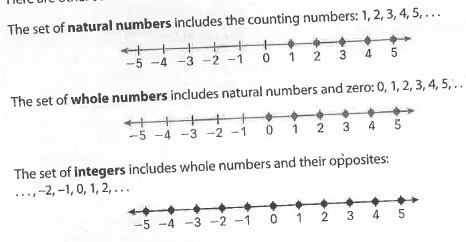 The set of natural numbers includes the counting numbers: 1, 2, 3, 4, 5, . . .
−5 −4 −3 −2 −1 0 1 2 3 4 5
The set of whole numbers includes natural numbers and zero: 0, 1, 2, 3, 4, 5, . .
−5 −4 −3 −2 −1 0 1 2 3 4 5
The set of integers includes whole numbers and their opposites:
. . . , −2, −1, 0, 1, 2, . . .
−5 −4 −3 −2 −1 0 1 2 3 4 5